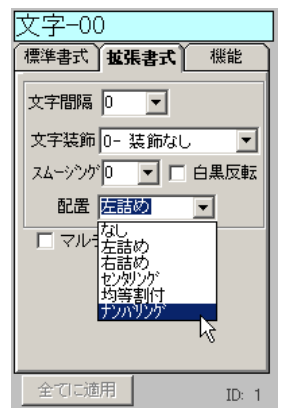 文字-00
標準書式 拡張書式 機能
文字間隔 0
文字装飾 0- 装飾なし
ｽﾑｰｼﾞﾝｸﾞ 0 白黒反転
配置 左詰め
マルチ
なし
左詰め
右詰め
ｾﾝﾀﾘﾝｸﾞ
均等割付
ﾅﾝﾊﾞﾘﾝｸﾞ
全てに適用 ID: 1